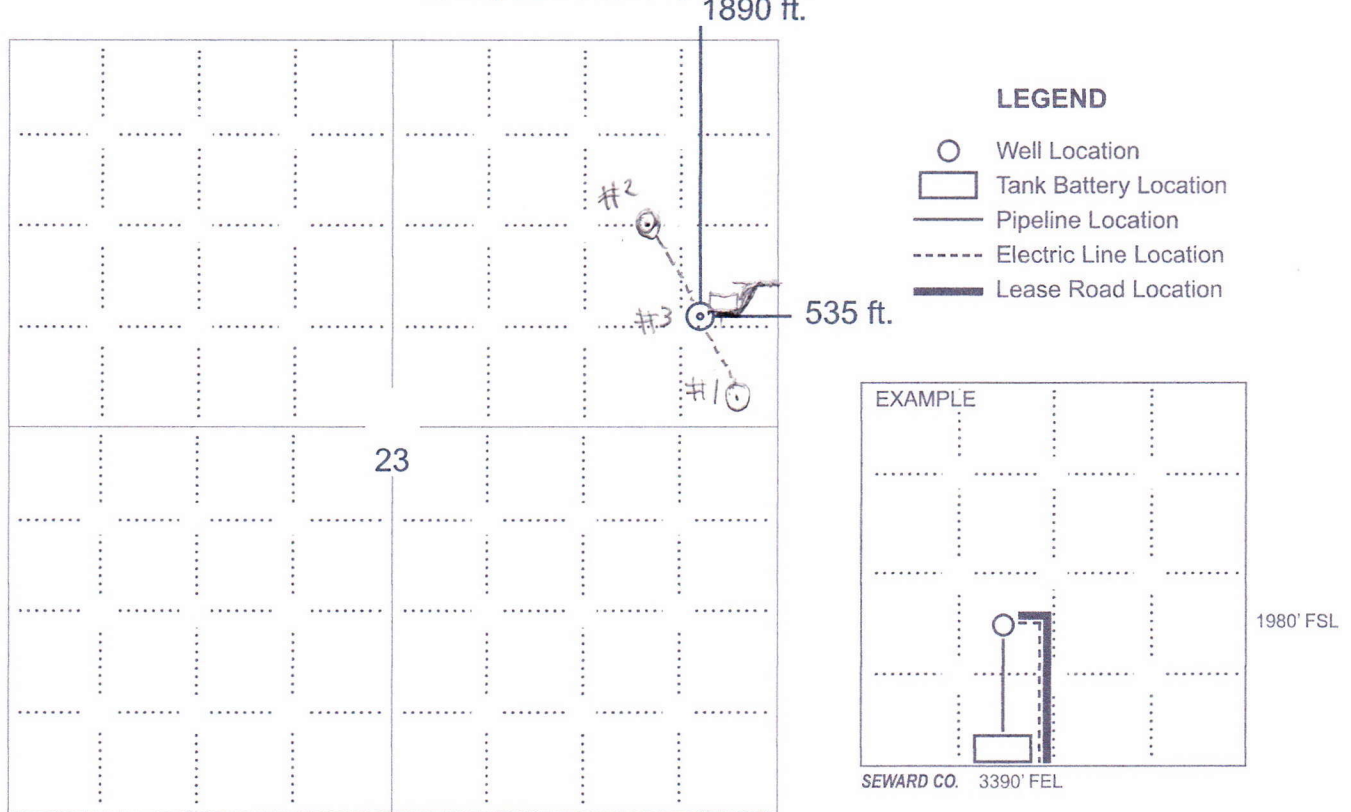 1890 ft.
LEGEND
Well Location
Tank Battery Location
Pipeline Location
Electric Line Location
Lease Road Location
#2
#3
535 ft.
#1
23
EXAMPLE
1980' FSL
SEWARD CO. 3390' FEL